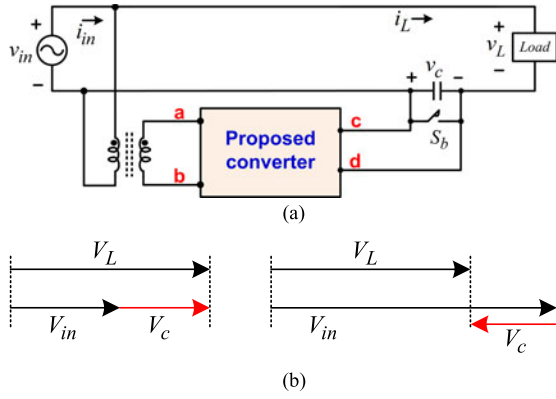 + i_in i_L +
v_in v_L Load
+ v_c −
− −
a c
Proposed
converter
S_b
b d
(a)
V_L V_L
V_in V_c V_in V_c
(b)